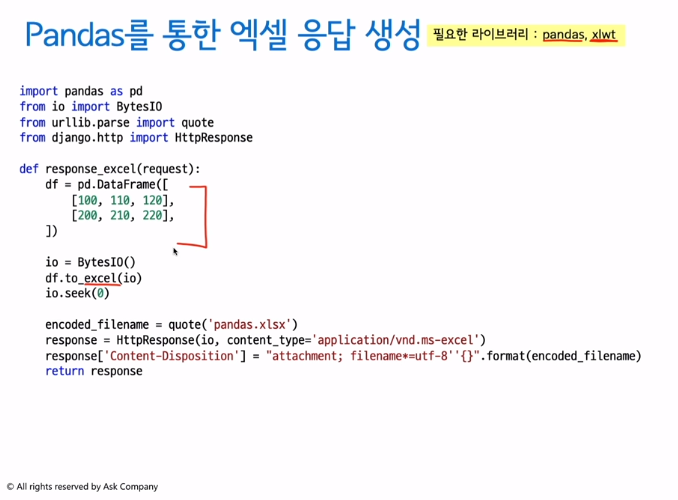 Pandas를 통한 엑셀 응답 생성
필요한 라이브러리 : pandas, xlwt
import pandas as pd
from io import BytesIO
from urllib.parse import quote
from django.http import HttpResponse
def response_excel(request):
    df = pd.DataFrame([
        [100, 110, 120],
        [200, 210, 220],
    ])
    io = BytesIO()
    df.to_excel(io)
    io.seek(0)
    encoded_filename = quote('pandas.xlsx')
    response = HttpResponse(io, content_type='application/vnd.ms-excel')
    response['Content-Disposition'] = "attachment; filename*=utf-8''{}".format(encoded_filename)
    return response
© All rights reserved by Ask Company